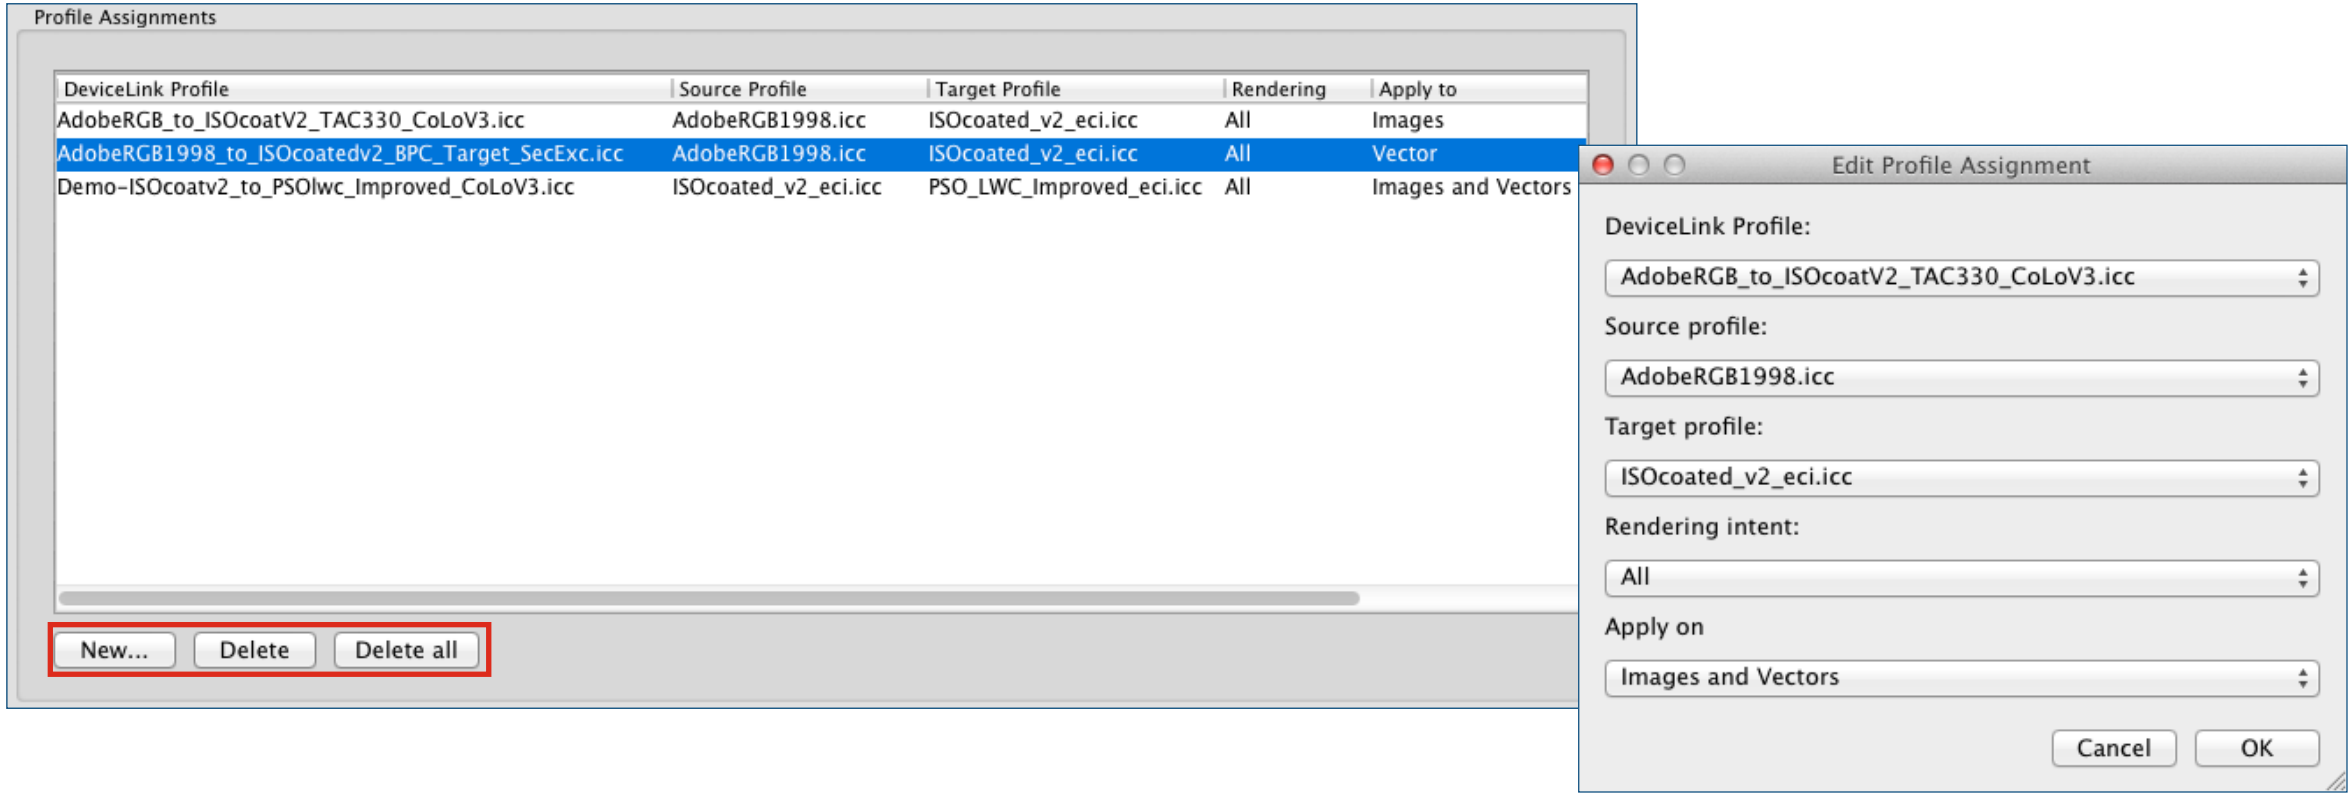 Profile Assignments
DeviceLink Profile Source Profile Target Profile Rendering Apply to
AdobeRGB_to_ISOcoatV2_TAC330_CoLoV3.icc AdobeRGB1998.icc ISOcoated_v2_eci.icc All Images
AdobeRGB1998_to_ISOcoatedv2_BPC_Target_SecExc.icc AdobeRGB1998.icc ISOcoated_v2_eci.icc All Vector
Demo-ISOcoatv2_to_PSOlwc_Improved_CoLoV3.icc ISOcoated_v2_eci.icc PSO_LWC_Improved_eci.icc All Images and Vectors
New... Delete Delete all
Edit Profile Assignment
DeviceLink Profile:
AdobeRGB_to_ISOcoatV2_TAC330_CoLoV3.icc
Source profile:
AdobeRGB1998.icc
Target profile:
ISOcoated_v2_eci.icc
Rendering intent:
All
Apply on
Images and Vectors
Cancel OK